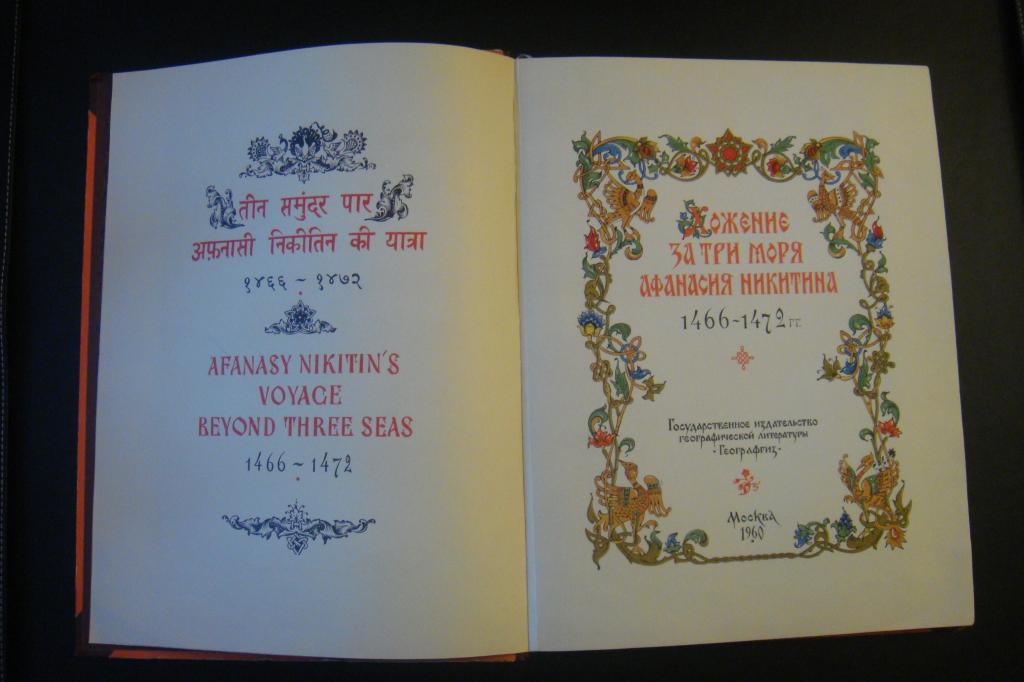 तीन समुंदर पार
अफ़नासी निकीतिन की यात्रा
१४६६ ~ १४७२
AFANASY NIKITIN'S
VOYAGE
BEYOND THREE SEAS
1466 ~ 1472
Хожение
за три моря
Афанасия Никитина
1466-1472 гг.
Государственное издательство
географической литературы
· Географгиз ·
Москва
1960